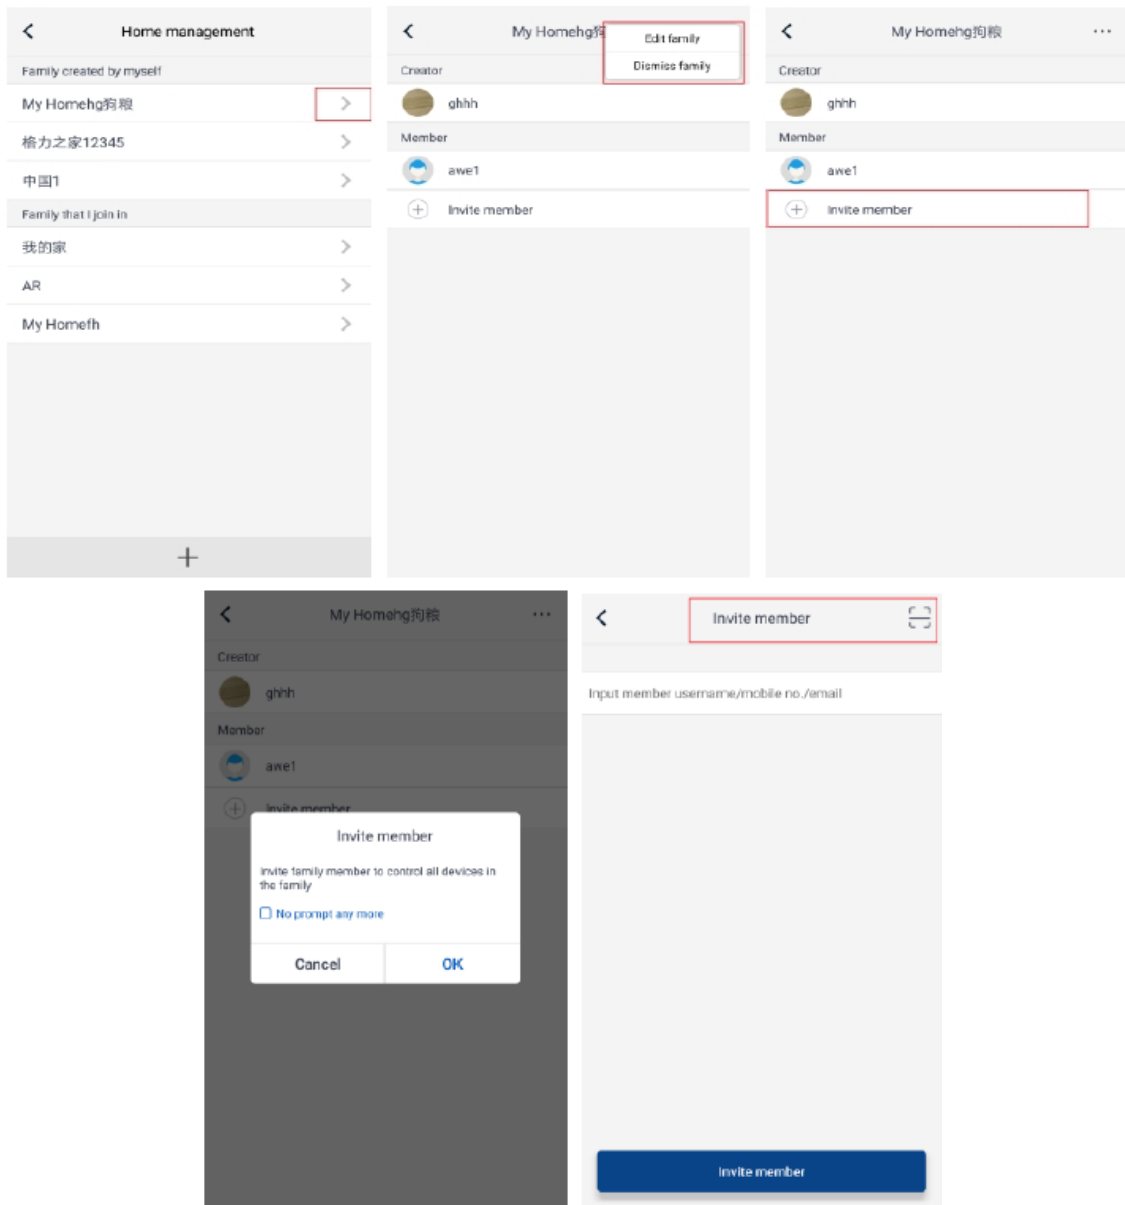 Home management
Family created by myself
My Homehg狗粮
格力之家12345
中国1
Family that I join in
我的家
AR
My Homefh
My Homehg狗
Edit family
Dismiss family
Creator
ghhh
Member
awe1
Invite member
My Homehg狗粮
Creator
ghhh
Member
awe1
Invite member
My Homehg狗粮
Creator
ghhh
Member
awe1
Invite member
Invite member
Invite family member to control all devices in
the family
No prompt any more
Cancel
OK
Invite member
Input member username/mobile no./email
Invite member